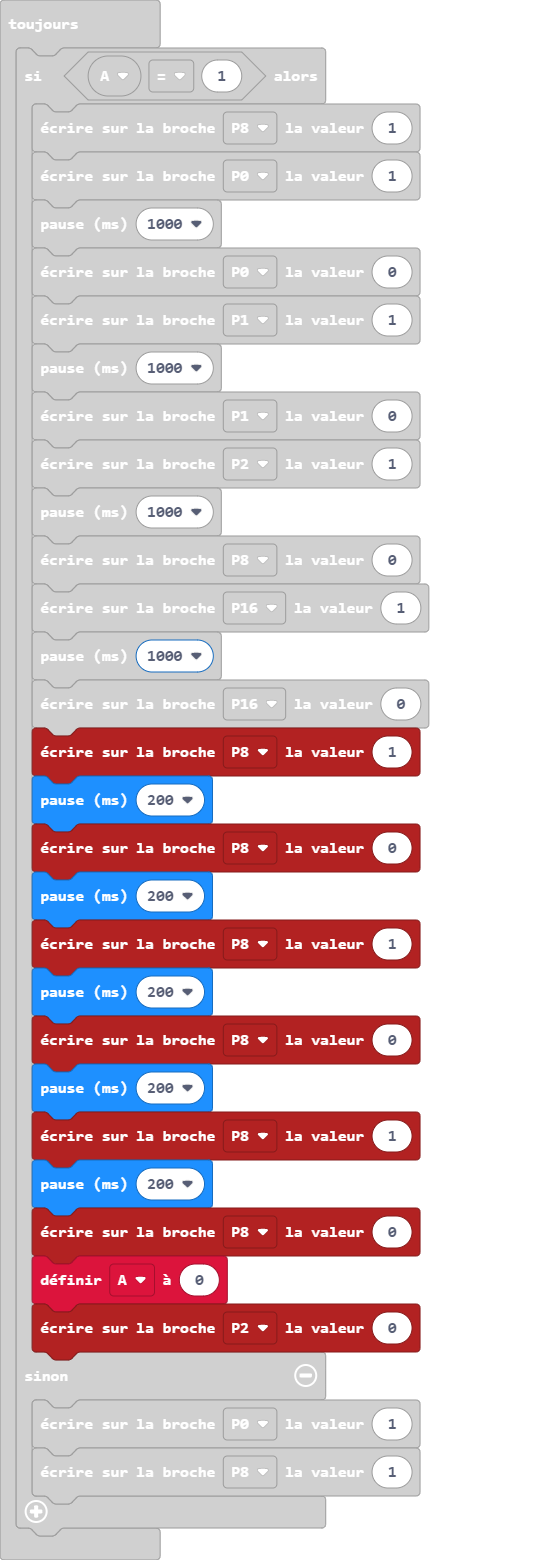 toujours
si A = 1 alors
écrire sur la broche P8 la valeur 1
écrire sur la broche P0 la valeur 1
pause (ms) 1000
écrire sur la broche P0 la valeur 0
écrire sur la broche P1 la valeur 1
pause (ms) 1000
écrire sur la broche P1 la valeur 0
écrire sur la broche P2 la valeur 1
pause (ms) 1000
écrire sur la broche P8 la valeur 0
écrire sur la broche P16 la valeur 1
pause (ms) 1000
écrire sur la broche P16 la valeur 0
écrire sur la broche P8 la valeur 1
pause (ms) 200
écrire sur la broche P8 la valeur 0
pause (ms) 200
écrire sur la broche P8 la valeur 1
pause (ms) 200
écrire sur la broche P8 la valeur 0
pause (ms) 200
écrire sur la broche P8 la valeur 1
pause (ms) 200
écrire sur la broche P8 la valeur 0
définir A à 0
écrire sur la broche P2 la valeur 0
sinon
écrire sur la broche P0 la valeur 1
écrire sur la broche P8 la valeur 1